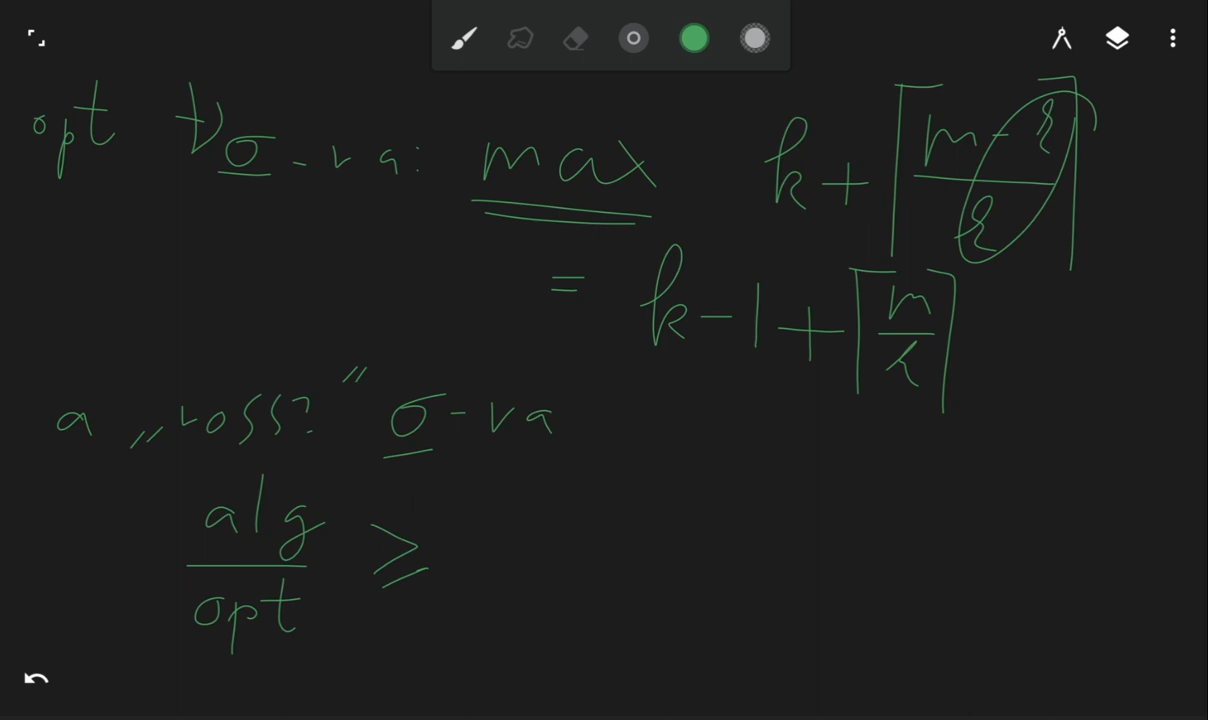 opt ∀σ-ra: max k + ⌈(m-k)/k⌉
= k-1 + ⌈m/k⌉
a „rossz" σ-ra
alg/opt ≥